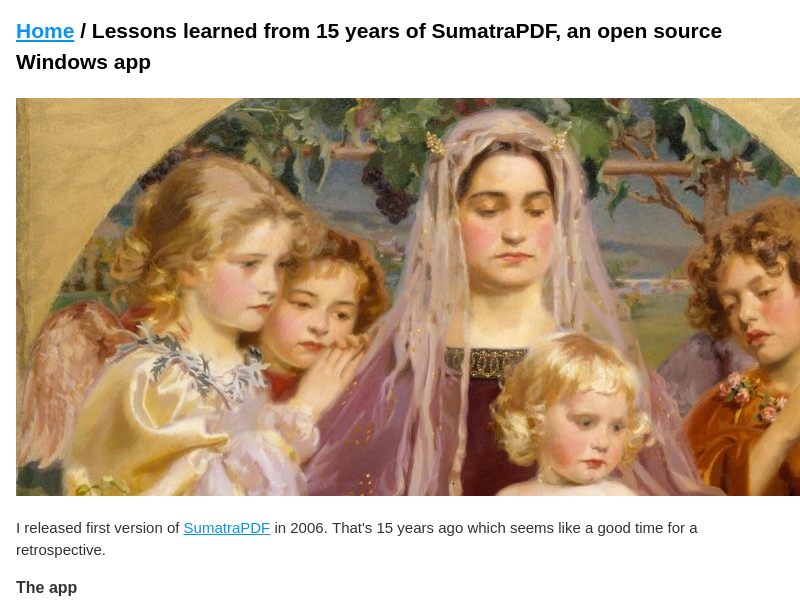 Home / Lessons learned from 15 years of SumatraPDF, an open source
Windows app
I released first version of SumatraPDF in 2006. That's 15 years ago which seems like a good time for a
retrospective.
The app